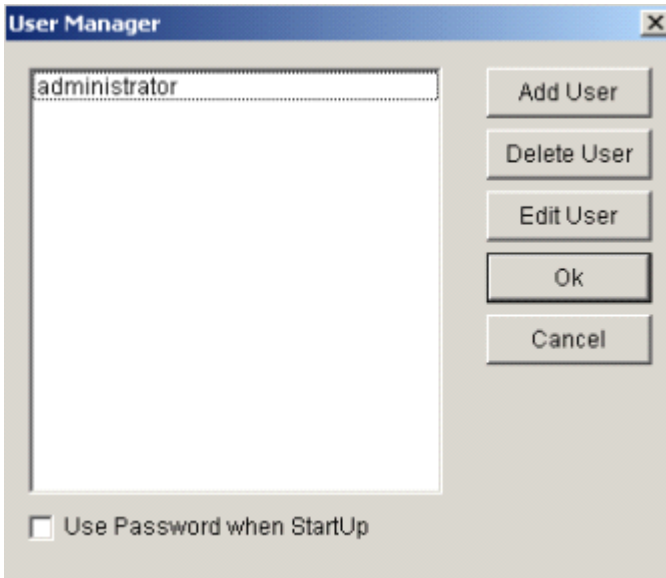 User Manager
administrator
Add User
Delete User
Edit User
Ok
Cancel
Use Password when StartUp